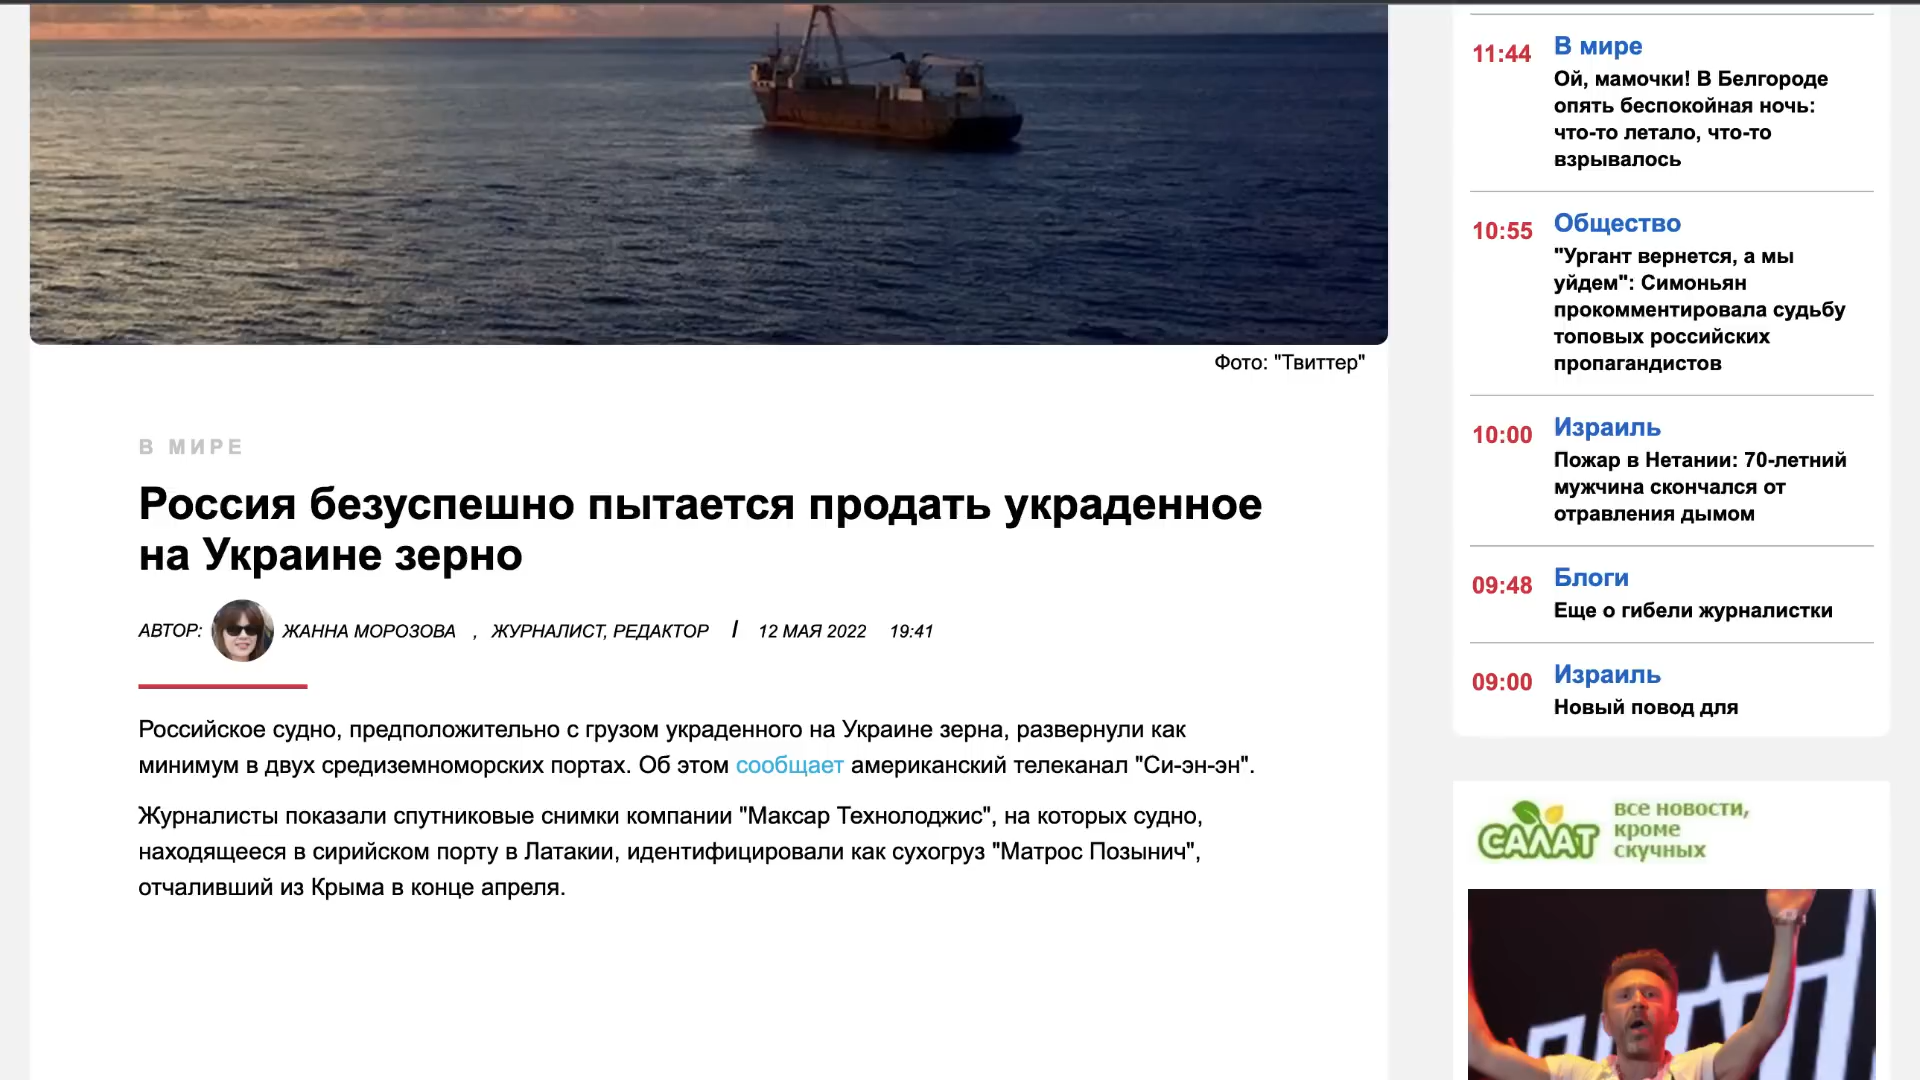 Фото: "Твиттер"
В МИРЕ
Россия безуспешно пытается продать украденное
на Украине зерно
АВТОР: ЖАННА МОРОЗОВА , ЖУРНАЛИСТ, РЕДАКТОР / 12 МАЯ 2022 19:41
Российское судно, предположительно с грузом украденного на Украине зерна, развернули как
минимум в двух средиземноморских портах. Об этом сообщает американский телеканал "Си-эн-эн".
Журналисты показали спутниковые снимки компании "Максар Технолоджис", на которых судно,
находящееся в сирийском порту в Латакии, идентифицировали как сухогруз "Матрос Позынич",
отчаливший из Крыма в конце апреля.
11:44 В мире
Ой, мамочки! В Белгороде
опять беспокойная ночь:
что-то летало, что-то
взрывалось
10:55 Общество
"Ургант вернется, а мы
уйдем": Симоньян
прокомментировала судьбу
топовых российских
пропагандистов
10:00 Израиль
Пожар в Нетании: 70-летний
мужчина скончался от
отравления дымом
09:48 Блоги
Еще о гибели журналистки
09:00 Израиль
Новый повод для
САЛАТ
все новости,
кроме
скучных